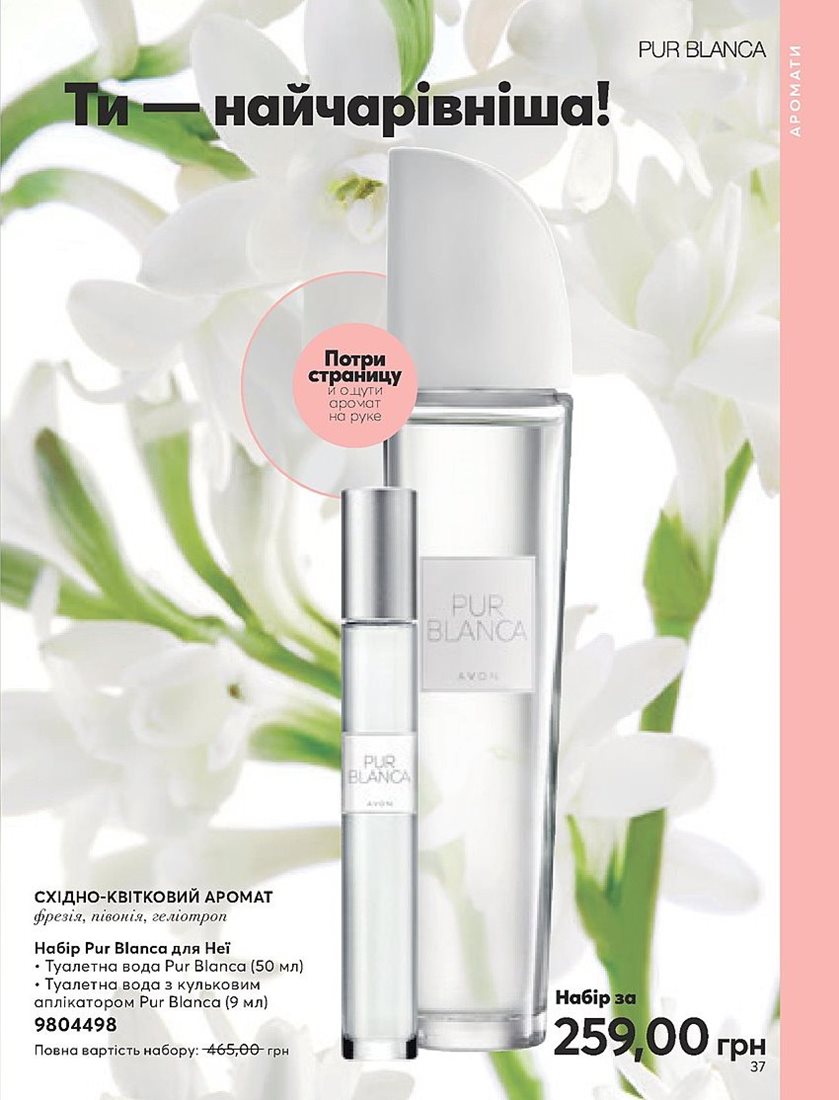 PUR BLANCA
АРОМАТИ
Ти — найчарівніша!
Потри
страницу
и ощути
аромат
на руке
PUR
BLANCA
AVON
PUR
BLANCA
AVON
СХІДНО-КВІТКОВИЙ АРОМАТ
фрезія, півонія, геліотроп
Набір Pur Blanca для Неї
• Туалетна вода Pur Blanca (50 мл)
• Туалетна вода з кульковим
аплікатором Pur Blanca (9 мл)
9804498
Повна вартість набору: 465,00 грн
Набір за
259,00 грн
37